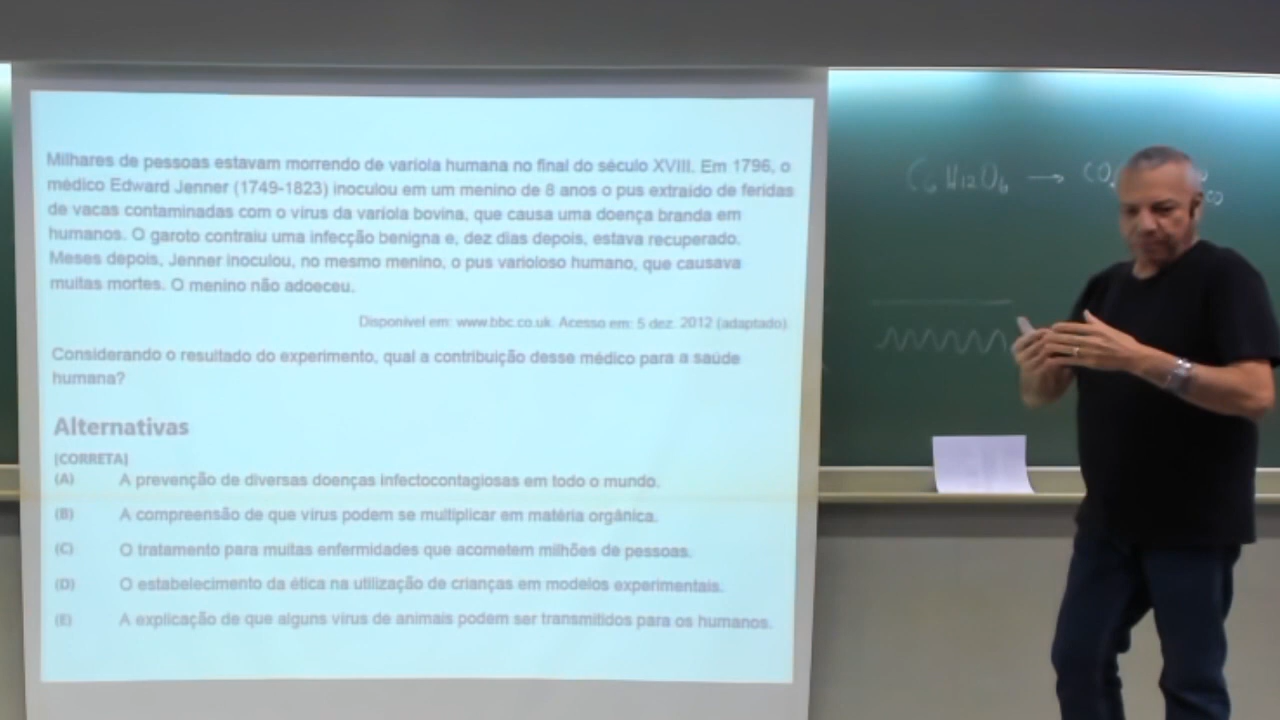 Milhares de pessoas estavam morrendo de varíola humana no final do século XVIII. Em 1796, o
médico Edward Jenner (1749-1823) inoculou em um menino de 8 anos o pus extraído de feridas
de vacas contaminadas com o vírus da varíola bovina, que causa uma doença branda em
humanos. O garoto contraiu uma infecção benigna e, dez dias depois, estava recuperado.
Meses depois, Jenner inoculou, no mesmo menino, o pus varioloso humano, que causava
muitas mortes. O menino não adoeceu.
Disponível em: www.bbc.co.uk. Acesso em: 5 dez. 2012 (adaptado).
Considerando o resultado do experimento, qual a contribuição desse médico para a saúde
humana?
Alternativas
[CORRETA]
(A) A prevenção de diversas doenças infectocontagiosas em todo o mundo.
(B) A compreensão de que vírus podem se multiplicar em matéria orgânica.
(C) O tratamento para muitas enfermidades que acometem milhões de pessoas.
(D) O estabelecimento da ética na utilização de crianças em modelos experimentais.
(E) A explicação de que alguns vírus de animais podem ser transmitidos para os humanos.
C₆H₁₂O₆ → CO₂